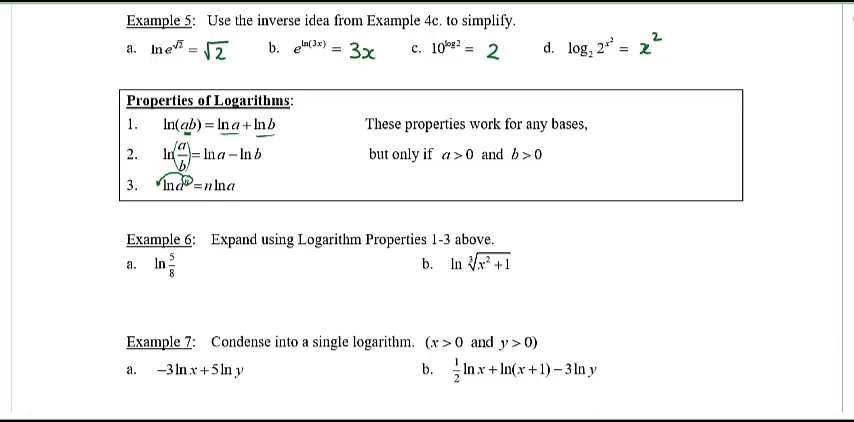 Example 5: Use the inverse idea from Example 4c. to simplify.
a. ln e^√2 = √2 b. e^ln(3x) = 3x c. 10^log 2 = 2 d. log₂ 2^x² = x²
Properties of Logarithms:
1. ln(ab) = ln a + ln b These properties work for any bases,
2. ln(a/b) = ln a − ln b but only if a > 0 and b > 0
3. ln aⁿ = n ln a
Example 6: Expand using Logarithm Properties 1-3 above.
a. ln 5/8 b. ln ∛(x² + 1)
Example 7: Condense into a single logarithm. (x > 0 and y > 0)
a. −3 ln x + 5 ln y b. 1/2 ln x + ln(x + 1) − 3 ln y